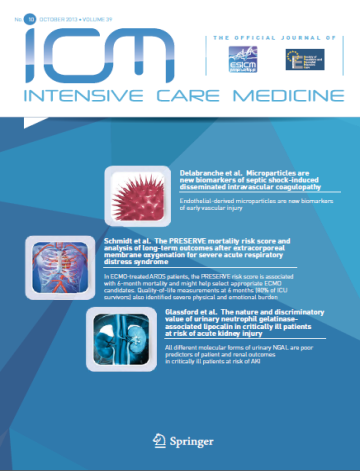 No. 10 OCTOBER 2013 • VOLUME 39
THE OFFICIAL JOURNAL OF
icm
ESICM
INTENSIVE CARE MEDICINE
Delabranche et al. Microparticles are
new biomarkers of septic shock-induced
disseminated intravascular coagulopathy
Endothelial-derived microparticles are new biomarkers
of early vascular injury
Schmidt et al. The PRESERVE mortality risk score and
analysis of long-term outcomes after extracorporeal
membrane oxygenation for severe acute respiratory
distress syndrome
In ECMO-treated ARDS patients, the PRESERVE risk score is associated
with 6-month mortality and might help select appropriate ECMO
candidates. Quality-of-life measurements at 6 months (80% of ICU
survivors) also identified severe physical and emotional burden
Glassford et al. The nature and discriminatory
value of urinary neutrophil gelatinase-
associated lipocalin in critically ill patients
at risk of acute kidney injury
All different molecular forms of urinary NGAL are poor
predictors of patient and renal outcomes
in critically ill patients at risk of AKI
Springer